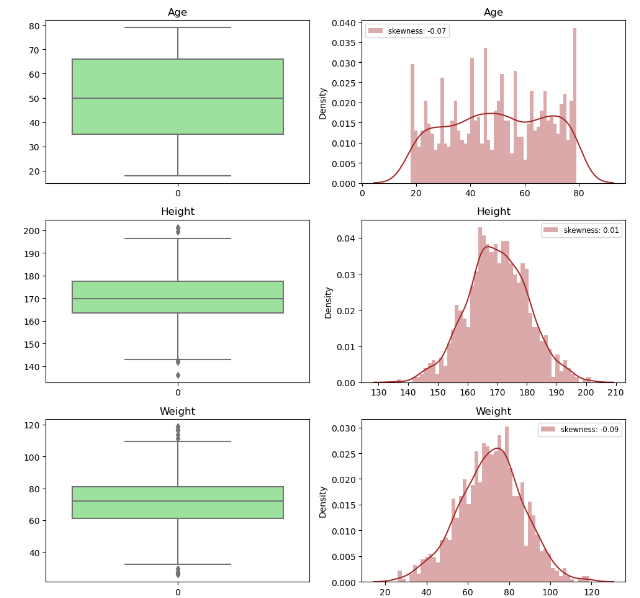 Age
80
70
60
50
40
30
20
0
Age
skewness: -0.07
Density
0.040
0.035
0.030
0.025
0.020
0.015
0.010
0.005
0.000
0 20 40 60 80
Height
200
190
180
170
160
150
140
0
Height
skewness: 0.01
Density
0.04
0.03
0.02
0.01
0.00
130 140 150 160 170 180 190 200 210
Weight
120
100
80
60
40
0
Weight
skewness: -0.09
Density
0.030
0.025
0.020
0.015
0.010
0.005
0.000
20 40 60 80 100 120